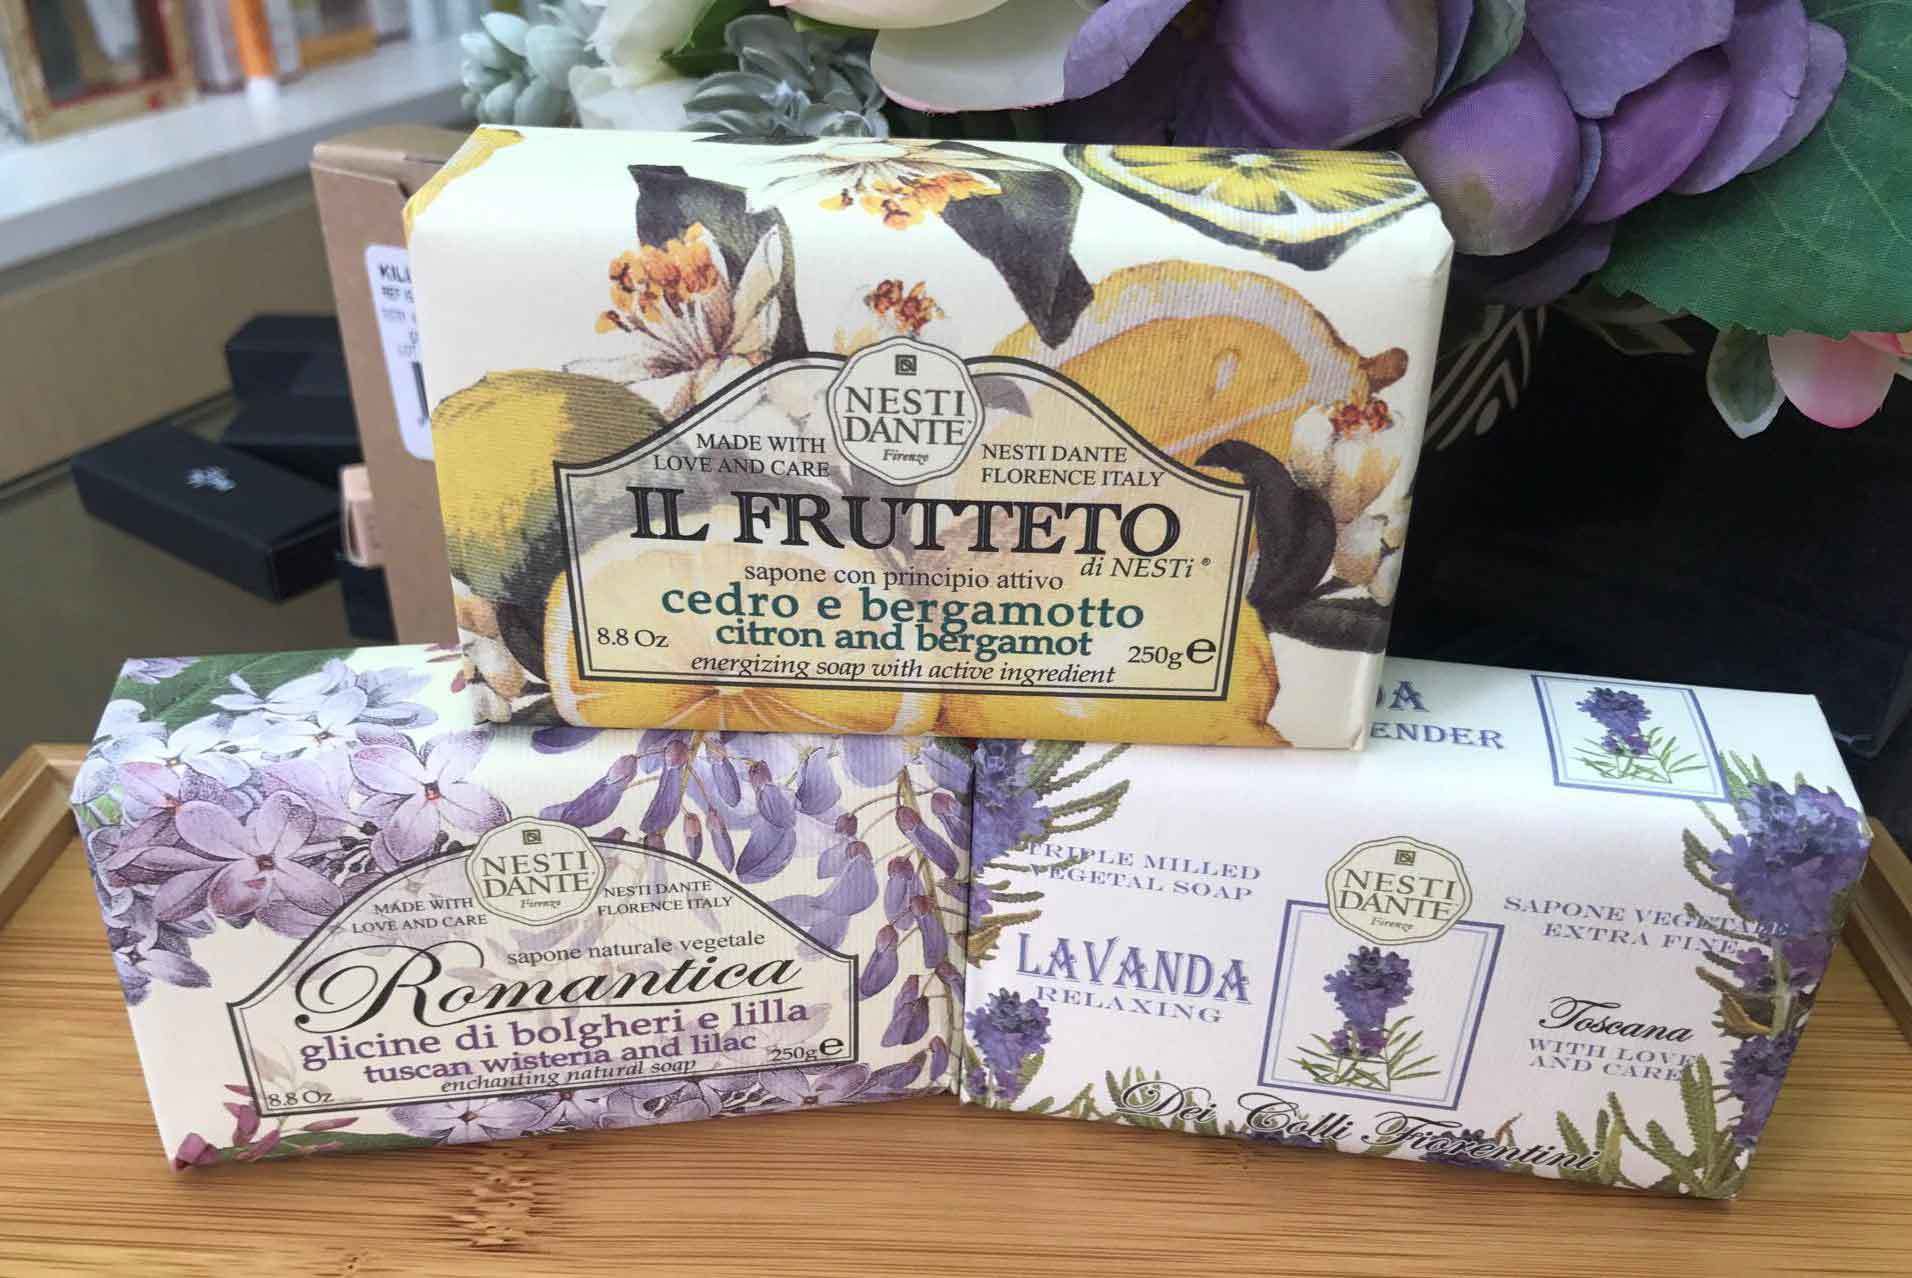 KILL
NESTI
DANTE
Firenze
MADE WITH
LOVE AND CARE
NESTI DANTE
FLORENCE ITALY
IL FRUTTETO
di NESTi ®
sapone con principio attivo
cedro e bergamotto
citron and bergamot
8.8 Oz
250g e
energizing soap with active ingredient
NESTI
DANTE
Firenze
MADE WITH
LOVE AND CARE
NESTI DANTE
FLORENCE ITALY
sapone naturale vegetale
Romantica
glicine di bolgheri e lilla
tuscan wisteria and lilac
250g e
enchanting natural soap
8.8 Oz
DA
ENDER
TRIPLE MILLED
VEGETAL SOAP
NESTI
DANTE
Firenze
SAPONE VEGETALE
EXTRA FINE
LAVANDA
RELAXING
Toscana
WITH LOVE
AND CARE
Dei Colli Fiorentini